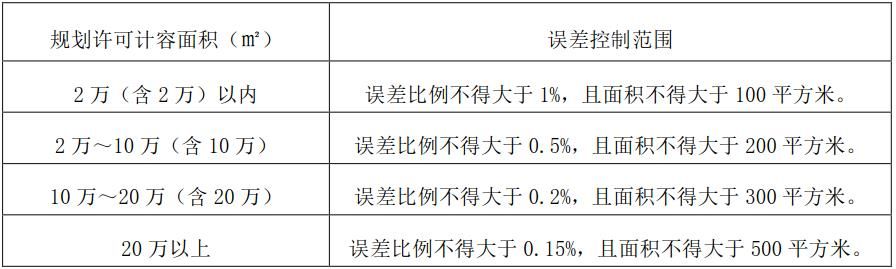 规划许可计容面积（㎡） 误差控制范围
2 万（含 2 万）以内 误差比例不得大于 1%，且面积不得大于 100 平方米。
2 万～10 万（含 10 万） 误差比例不得大于 0.5%，且面积不得大于 200 平方米。
10 万～20 万（含 20 万） 误差比例不得大于 0.2%，且面积不得大于 300 平方米。
20 万以上 误差比例不得大于 0.15%，且面积不得大于 500 平方米。